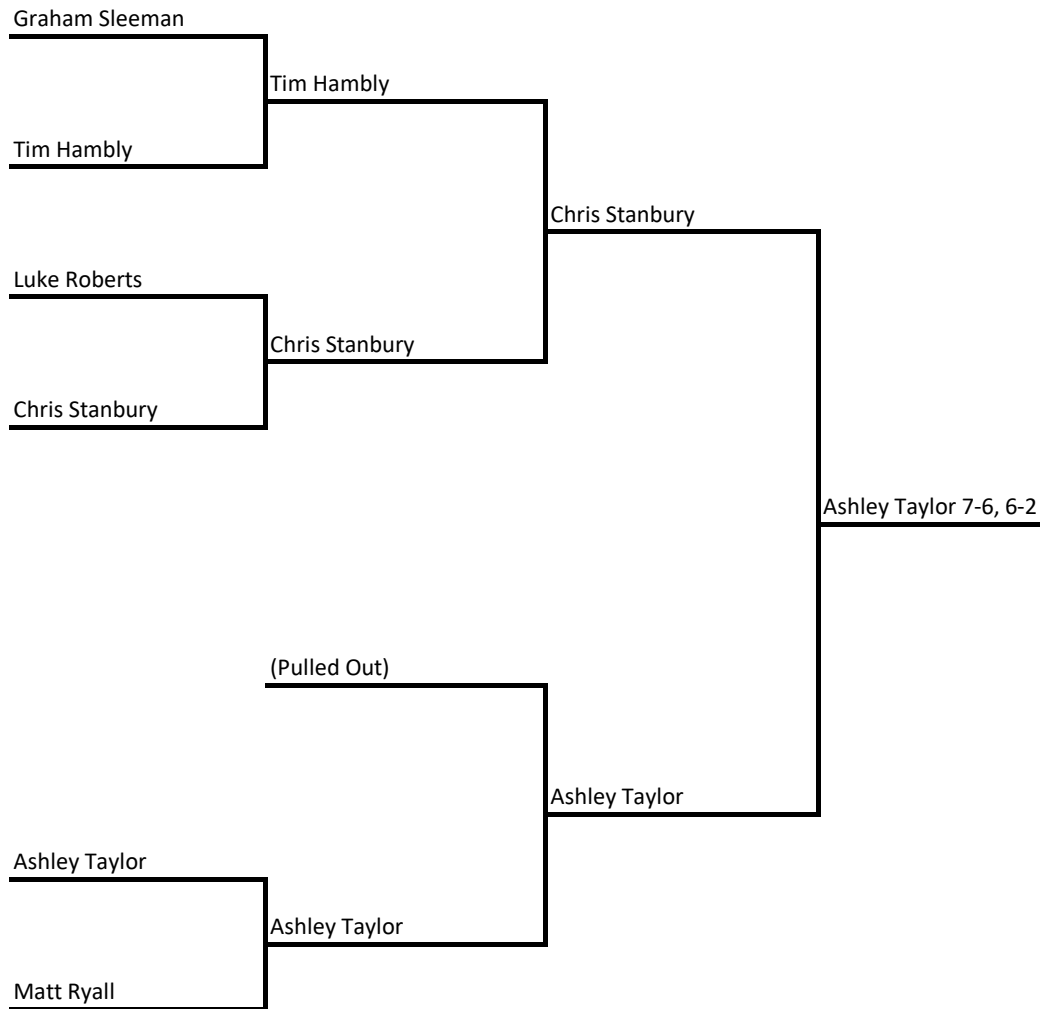 Graham Sleeman
Tim Hambly
Tim Hambly
Chris Stanbury
Luke Roberts
Chris Stanbury
Chris Stanbury
Ashley Taylor 7-6, 6-2
(Pulled Out)
Ashley Taylor
Ashley Taylor
Ashley Taylor
Matt Ryall